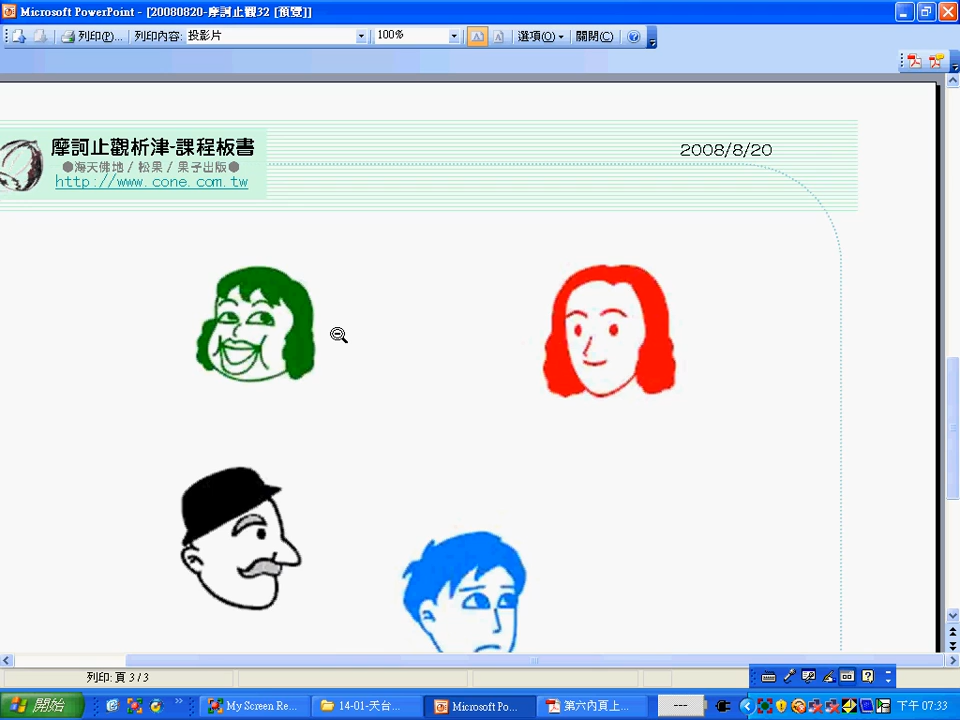 Microsoft PowerPoint - [20080820-摩訶止觀32 [預覽]]
列印(P)... 列印內容: 投影片 100% 選項(O) 關閉(C)
摩訶止觀析津-課程板書
●海天佛地 / 松果 / 果子出版●
http://www.cone.com.tw
2008/8/20
列印: 頁 3 / 3
開始 My Screen Re... 14-01-天台... Microsoft Po... 第六內頁上... --- 下午 07:33